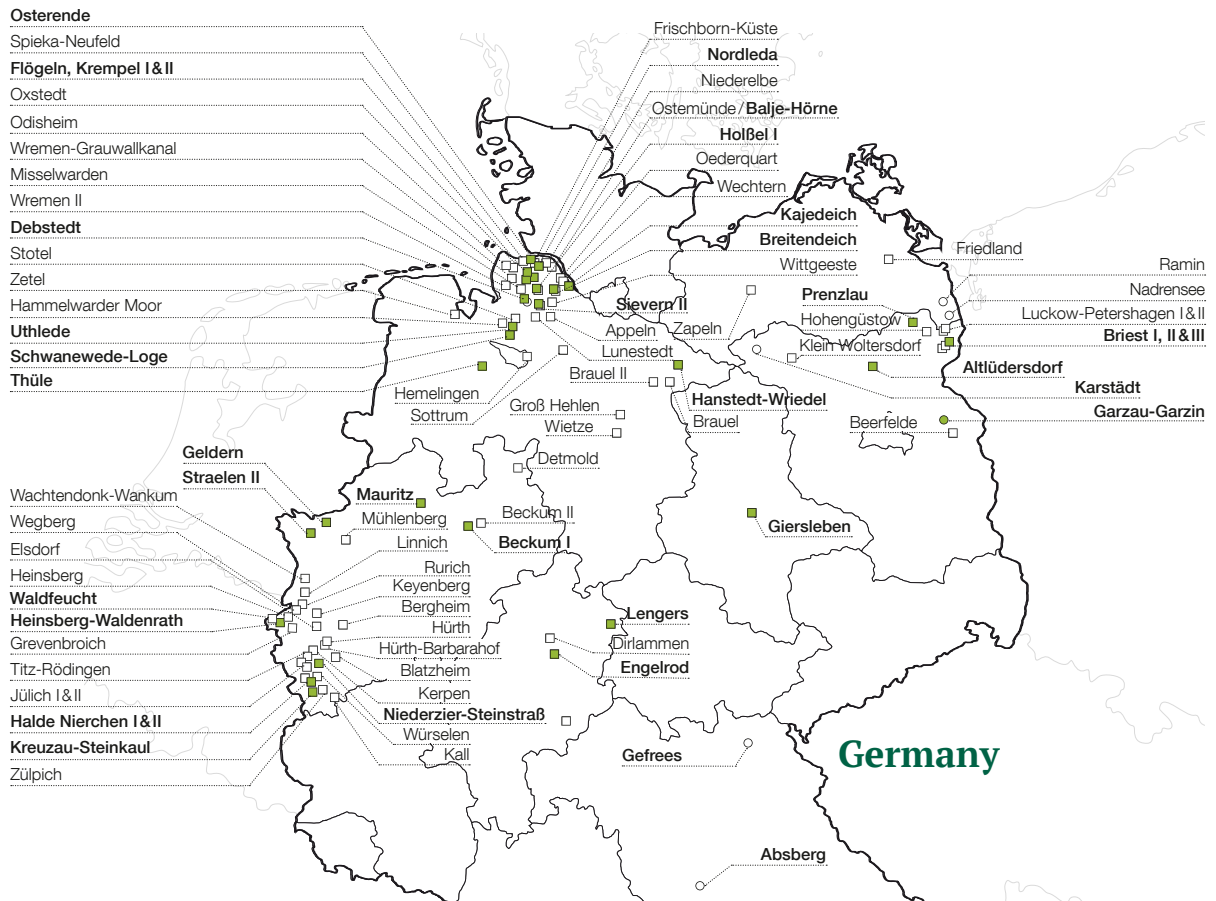 Osterende
Spieka-Neufeld
Flögeln, Krempel I & II
Oxstedt
Odisheim
Wremen-Grauwallkanal
Misselwarden
Wremen II
Debstedt
Stotel
Zetel
Hammelwarder Moor
Uthlede
Schwanewede-Loge
Thüle
Frischborn-Küste
Nordleda
Niederelbe
Ostemünde / Balje-Hörne
Holßel I
Oederquart
Wechtern
Kajedeich
Breitendeich
Wittgeeste
Sievern II
Appeln
Lunestedt
Zapeln
Brauel II
Hemelingen
Sottrum
Groß Hehlen
Wietze
Detmold
Hanstedt-Wriedel
Brauel
Friedland
Ramin
Nadrensee
Luckow-Petershagen I & II
Briest I, II & III
Prenzlau
Hohengüstow
Klein Woltersdorf
Altlüdersdorf
Karstädt
Garzau-Garzin
Beerfelde
Geldern
Straelen II
Mauritz
Mühlenberg
Beckum II
Beckum I
Giersleben
Wachtendonk-Wankum
Wegberg
Elsdorf
Heinsberg
Waldfeucht
Heinsberg-Waldenrath
Grevenbroich
Titz-Rödingen
Jülich I & II
Halde Nierchen I & II
Kreuzau-Steinkaul
Zülpich
Linnich
Rurich
Keyenberg
Bergheim
Hürth
Hürth-Barbarahof
Blatzheim
Kerpen
Niederzier-Steinstraß
Würselen
Kall
Lengers
Dirlammen
Engelrod
Gefrees
Germany
Absberg